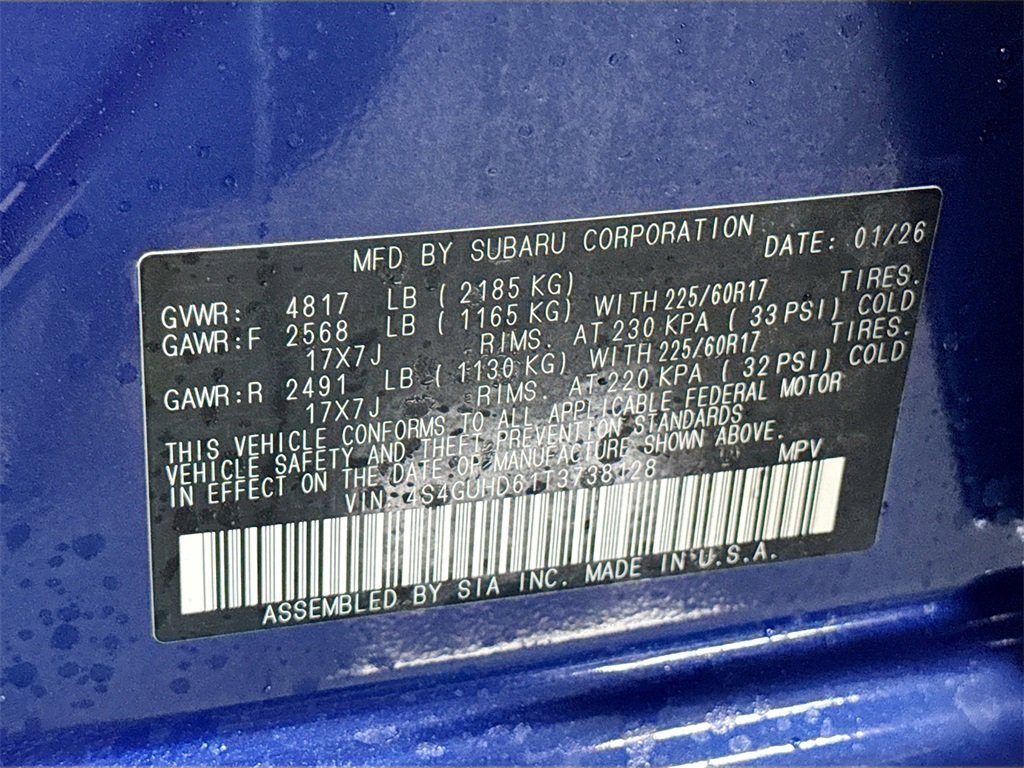 MFD BY SUBARU CORPORATION DATE: 01/26
GVWR: 4817 LB ( 2185 KG)
GAWR:F 2568 LB ( 1165 KG) WITH 225/60R17 TIRES.
17X7J RIMS. AT 230 KPA ( 33 PSI) COLD
GAWR:R 2491 LB ( 1130 KG) WITH 225/60R17 TIRES.
17X7J RIMS. AT 220 KPA ( 32 PSI) COLD
THIS VEHICLE CONFORMS TO ALL APPLICABLE FEDERAL MOTOR
VEHICLE SAFETY AND THEFT PREVENTION STANDARDS
IN EFFECT ON THE DATE OF MANUFACTURE SHOWN ABOVE.
VIN 4S4GUHD61T3738128 MPV
ASSEMBLED BY SIA INC. MADE IN U.S.A.